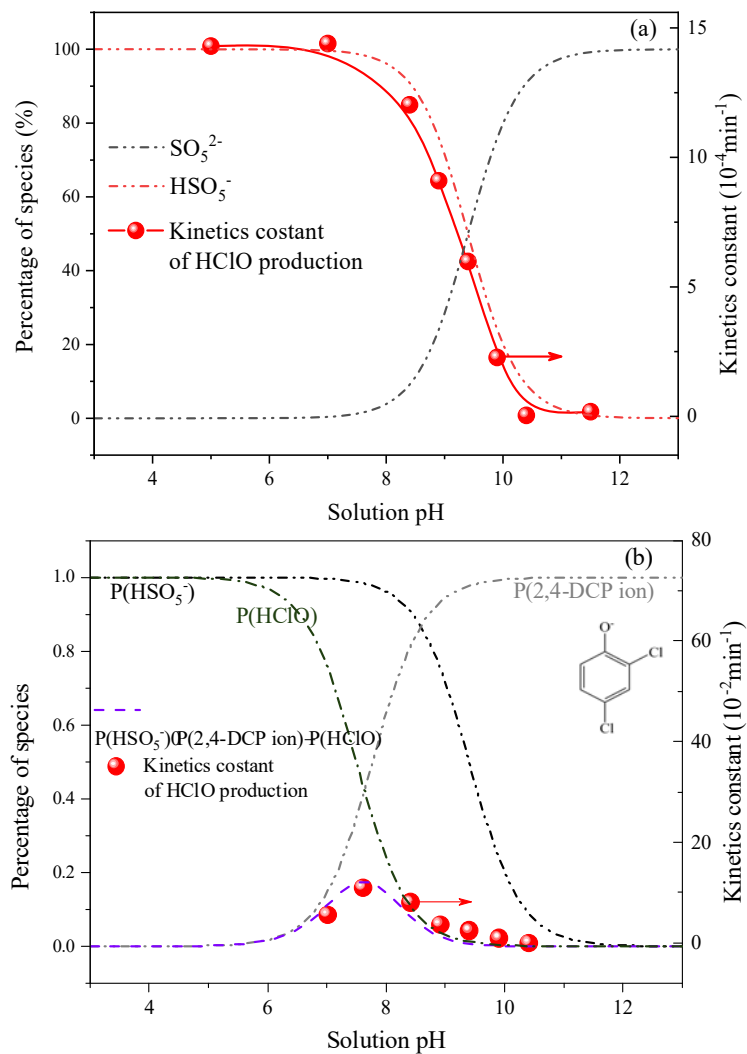 (a)
100
80
60
40
20
0
15
10
5
0
4
6
8
10
12
Percentage of species (%)
Kinetics constant (10⁻⁴min⁻¹)
SO₅²⁻
HSO₅⁻
Kinetics costant
of HClO production
Solution pH
(b)
1.0
0.8
0.6
0.4
0.2
0.0
80
60
40
20
0
4
6
8
10
12
Percentage of species
Kinetics constant (10⁻²min⁻¹)
P(HSO₅⁻)
P(HClO)
P(2,4-DCP ion)
O⁻
Cl
Cl
P(HSO₅⁻) P(2,4-DCP ion) P(HClO)
Kinetics costant
of HClO production
Solution pH